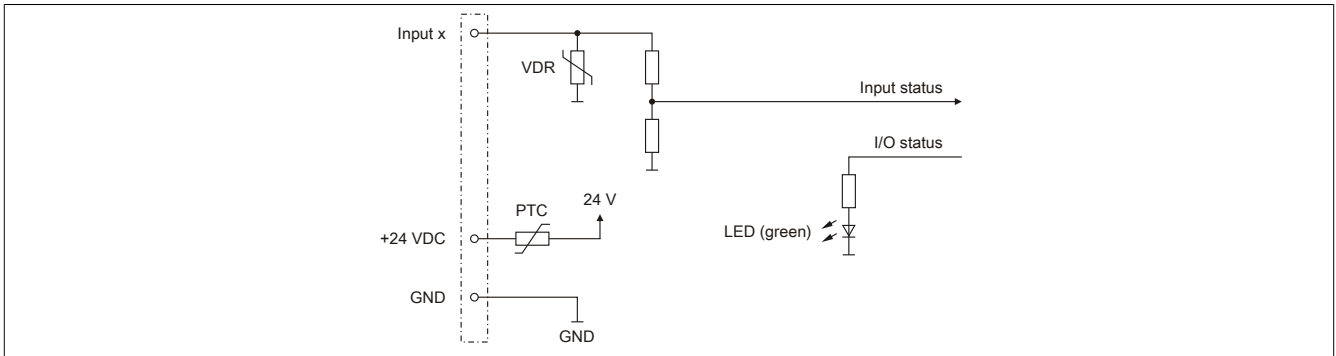 Input x
VDR
Input status
I/O status
24 V
PTC
+24 VDC
LED (green)
GND
GND